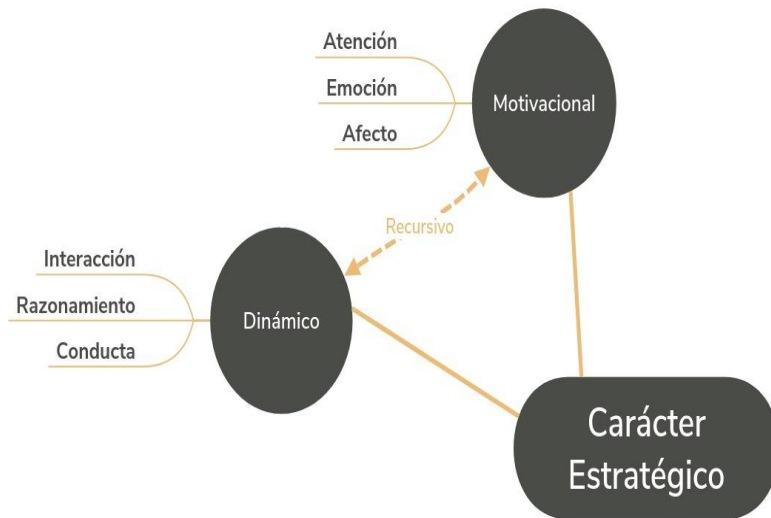 Atención
Emoción
Afecto
Motivacional
Recursivo
Interacción
Razonamiento
Conducta
Dinámico
Carácter
Estratégico